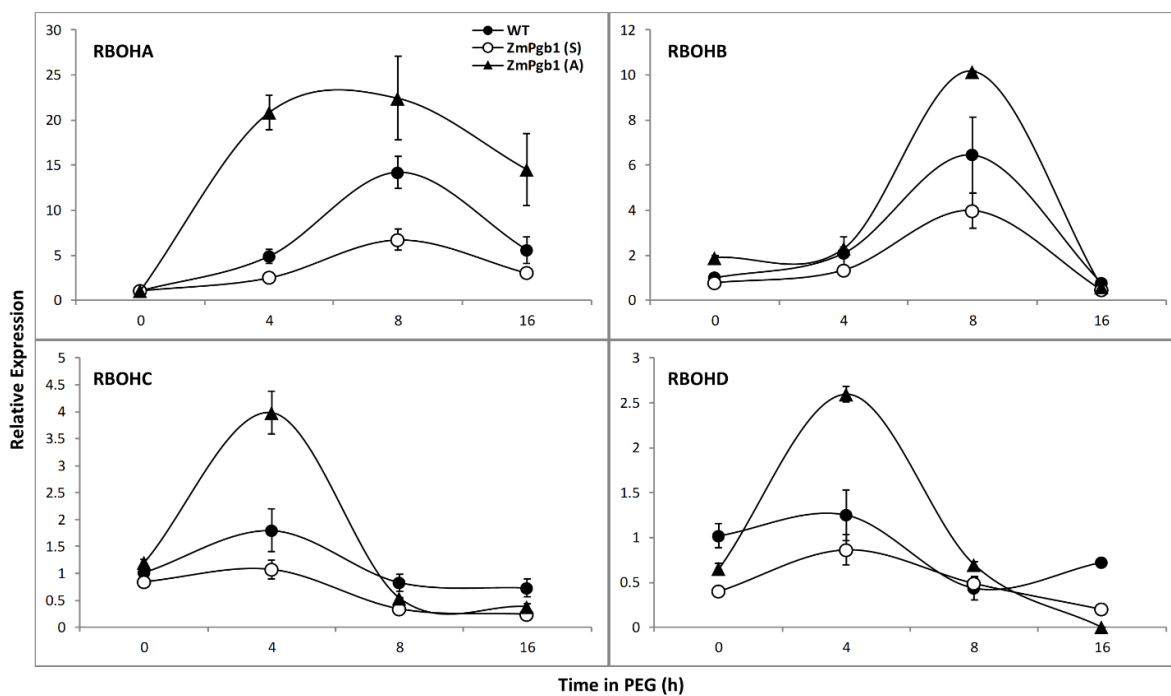 RBOHA
WT
ZmPgb1 (S)
ZmPgb1 (A)
30
25
20
15
10
5
0
0 4 8 16
RBOHB
12
10
8
6
4
2
0
0 4 8 16
RBOHC
5
4.5
4
3.5
3
2.5
2
1.5
1
0.5
0
0 4 8 16
RBOHD
3
2.5
2
1.5
1
0.5
0
0 4 8 16
Relative Expression
Time in PEG (h)